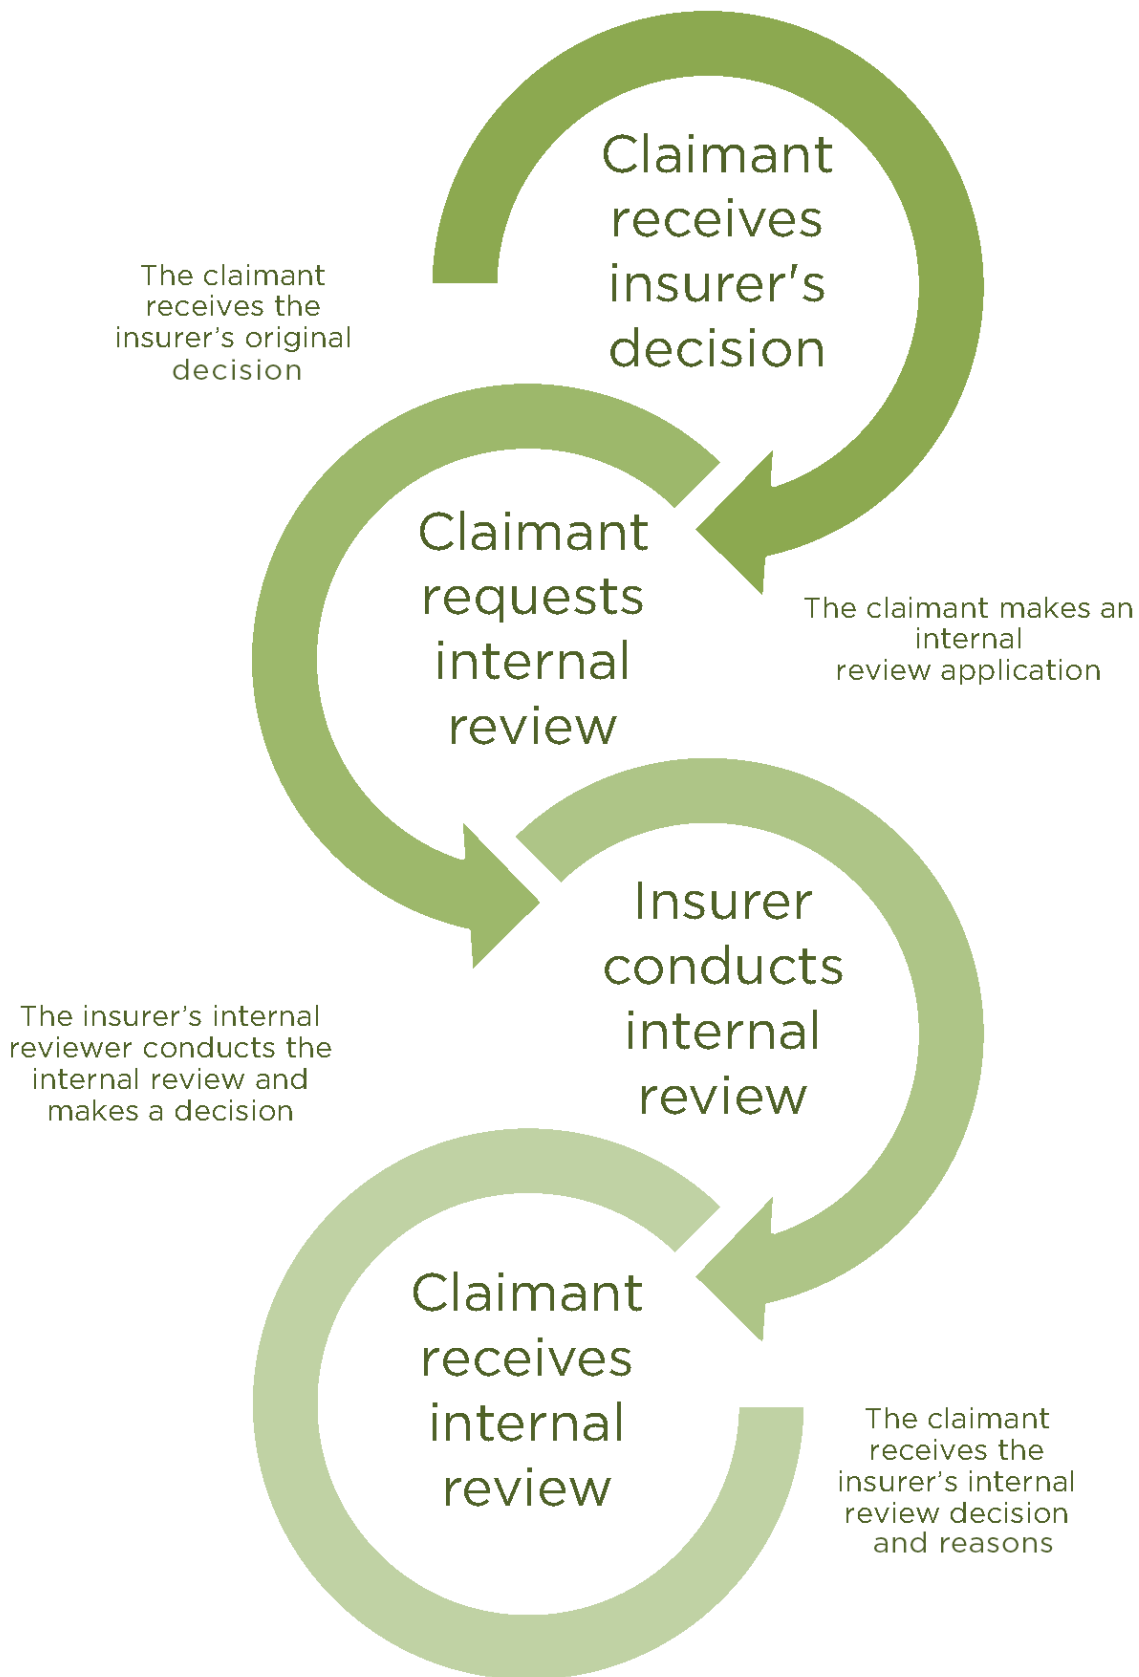 Claimant
receives
insurer's
decision
The claimant
receives the
insurer’s original
decision
Claimant
requests
internal
review
The claimant makes an
internal
review application
Insurer
conducts
internal
review
The insurer’s internal
reviewer conducts the
internal review and
makes a decision
Claimant
receives
internal
review
The claimant
receives the
insurer’s internal
review decision
and reasons